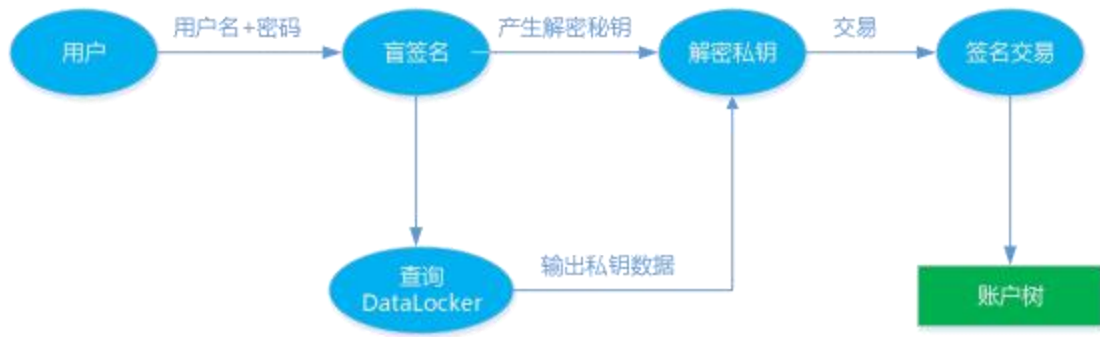 用户名+密码
产生解密秘钥
交易
用户
盲签名
解密私钥
签名交易
查询
DataLocker
输出私钥数据
账户树